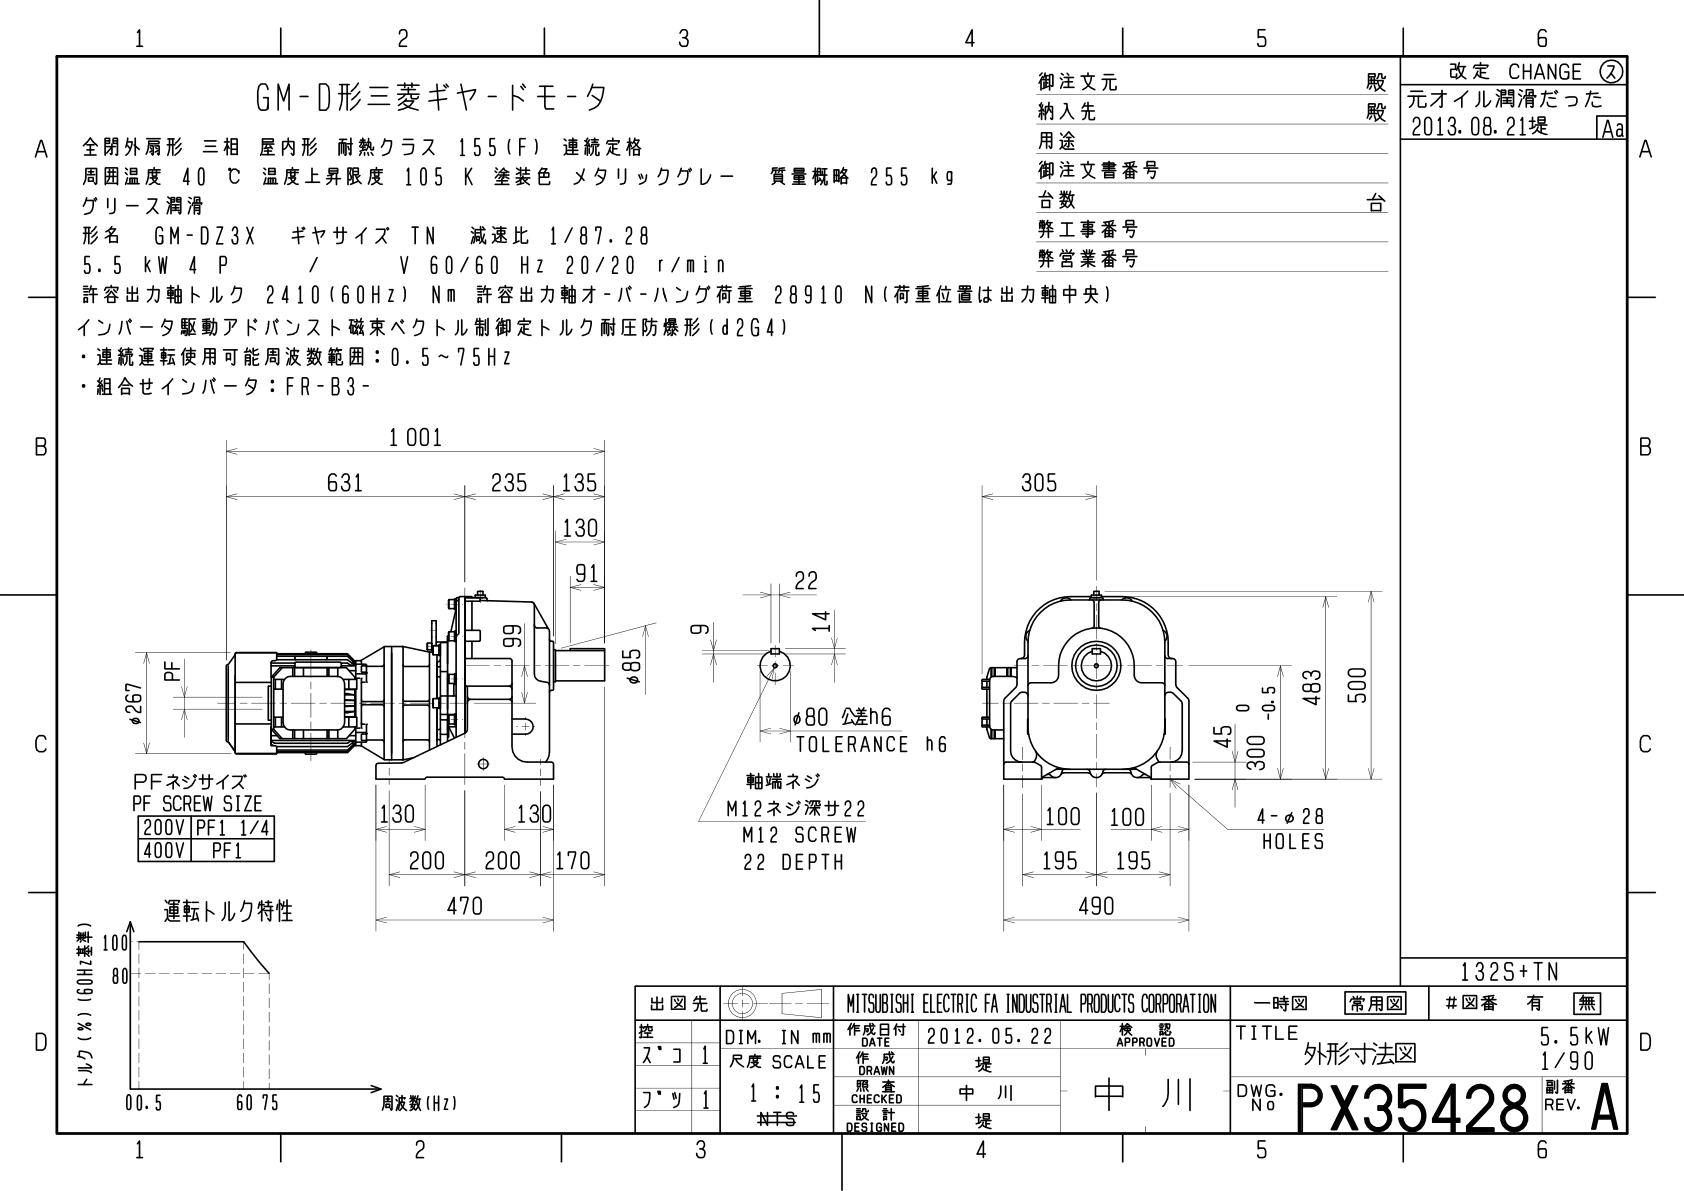 1 2 3 4 5 6
A A
B B
C C
D D
GM-D形三菱ギヤードモータ
全閉外扇形 三相 屋内形 耐熱クラス 155(F) 連続定格
周囲温度 40 ℃ 温度上昇限度 105 K 塗装色 メタリックグレー 質量概略 255 kg
グリース潤滑
形名 GM-DZ3X ギヤサイズ TN 減速比 1/87.28
5.5 kW 4 P / V 60/60 Hz 20/20 r/min
許容出力軸トルク 2410(60Hz) Nm 許容出力軸オーバーハング荷重 28910 N(荷重位置は出力軸中央)
インバータ駆動アドバンスト磁束ベクトル制御定トルク耐圧防爆形(d2G4)
・連続運転使用可能周波数範囲:0.5~75Hz
・組合せインバータ:FR-B3-
御注文元 殿
納入先 殿
用途
御注文書番号
台数 台
弊工事番号
弊営業番号
改定 CHANGE ス
元オイル潤滑だった
2013.08.21堤 Aa
1 001
631 235 135
130
91
99
φ85
φ267
PF
PFネジサイズ
PF SCREW SIZE
200V PF1 1/4
400V PF1
130 130
200 200 170
470
22
9
14
φ80 公差h6
TOLERANCE h6
軸端ネジ
M12ネジ深サ22
M12 SCREW
22 DEPTH
305
45
300 0 -0.5
483
500
100 100
195 195
490
4-φ28
HOLES
運転トルク特性
トルク(%)(60Hz基準)
100
80
0 0.5 60 75 周波数(Hz)
132S+TN
出図先
控
ズコ 1
ブツ 1
DIM. IN mm
尺度 SCALE
1 : 15
NTS
MITSUBISHI ELECTRIC FA INDUSTRIAL PRODUCTS CORPORATION
作成日付
DATE
2012.05.22
検 認
APPROVED
作 成
DRAWN
堤
照 査
CHECKED
中 川
設 計
DESIGNED
堤
中 川
一時図 常用図 #図番 有 無
TITLE 外形寸法図
5.5kW
1/90
DWG.
No
PX35428
副番
REV.
A
1 2 3 4 5 6